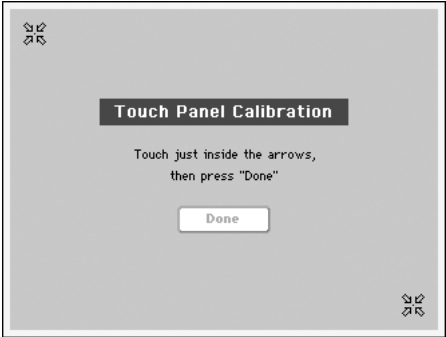 Touch Panel Calibration
Touch just inside the arrows,
then press "Done"
Done